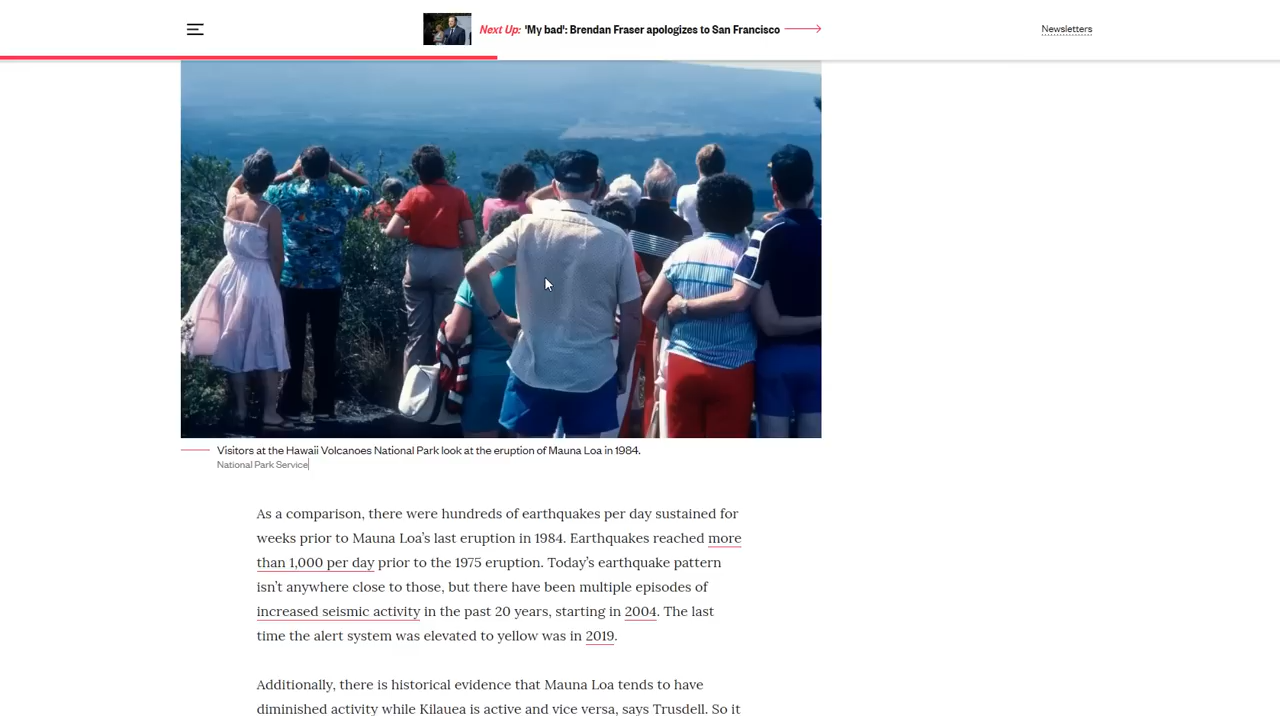 Next Up: 'My bad': Brendan Fraser apologizes to San Francisco
Newsletters
Visitors at the Hawaii Volcanoes National Park look at the eruption of Mauna Loa in 1984.
National Park Service
As a comparison, there were hundreds of earthquakes per day sustained for
weeks prior to Mauna Loa’s last eruption in 1984. Earthquakes reached more
than 1,000 per day prior to the 1975 eruption. Today’s earthquake pattern
isn’t anywhere close to those, but there have been multiple episodes of
increased seismic activity in the past 20 years, starting in 2004. The last
time the alert system was elevated to yellow was in 2019.
Additionally, there is historical evidence that Mauna Loa tends to have
diminished activity while Kilauea is active and vice versa, says Trusdell. So it